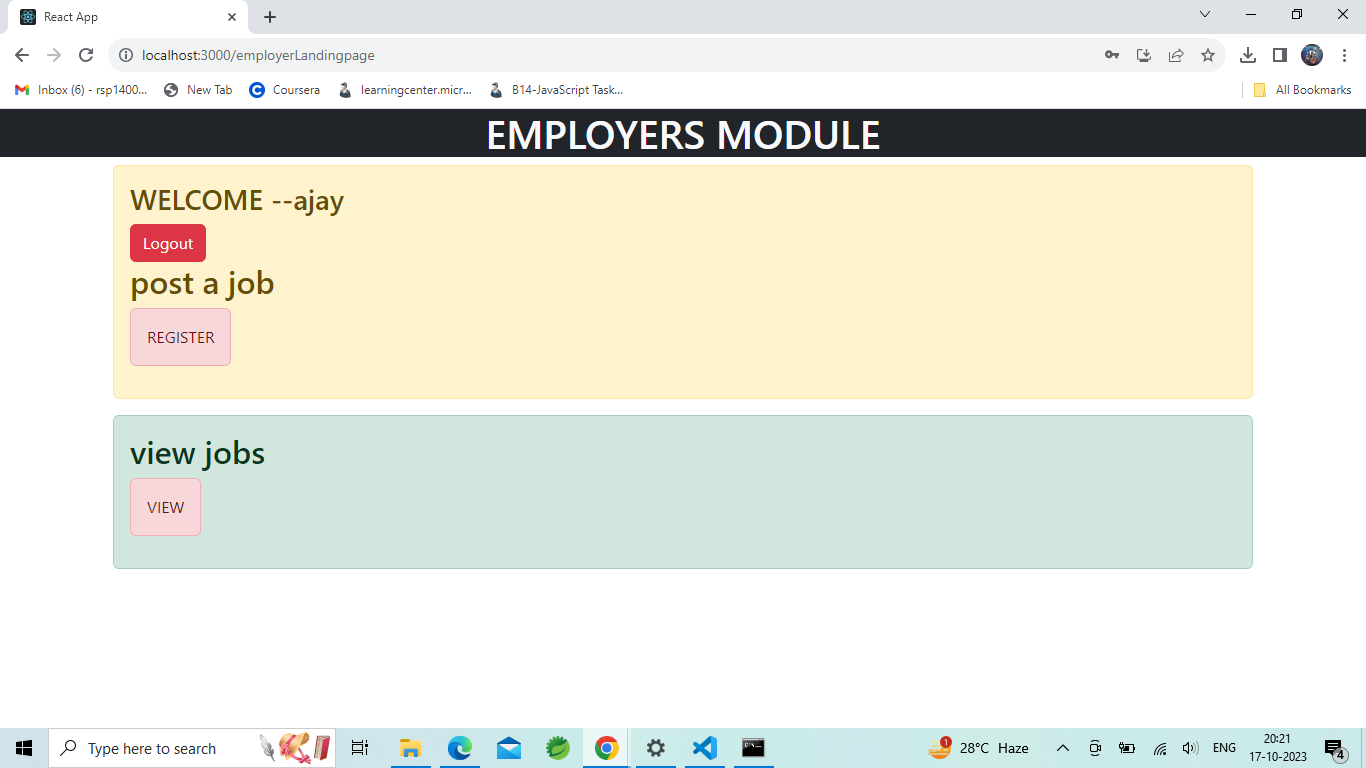 React App
localhost:3000/employerLandingpage
Inbox (6) - rsp1400...
New Tab
Coursera
learningcenter.micr...
B14-JavaScript Task...
All Bookmarks
EMPLOYERS MODULE
WELCOME --ajay
Logout
post a job
REGISTER
view jobs
VIEW
Type here to search
1
28°C Haze
ENG
20:21
17-10-2023
4